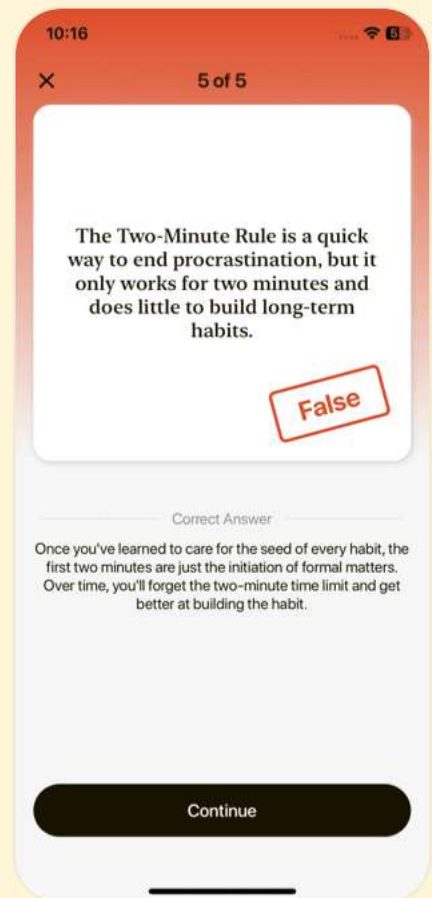 10:16
5
5 of 5
The Two-Minute Rule is a quick
way to end procrastination, but it
only works for two minutes and
does little to build long-term
habits.
False
Correct Answer
Once you've learned to care for the seed of every habit, the
first two minutes are just the initiation of formal matters.
Over time, you'll forget the two-minute time limit and get
better at building the habit.
Continue